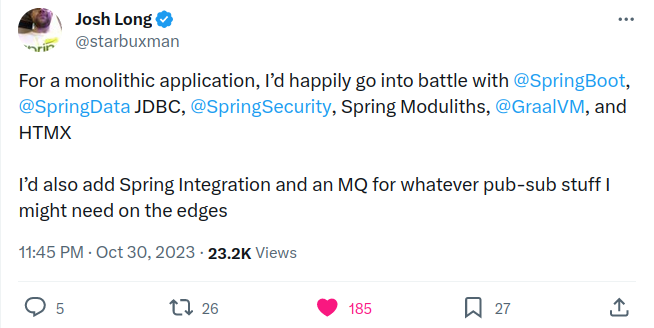 Josh Long
@starbuxman
For a monolithic application, I’d happily go into battle with @SpringBoot,
@SpringData JDBC, @SpringSecurity, Spring Moduliths, @GraalVM, and
HTMX
I’d also add Spring Integration and an MQ for whatever pub-sub stuff I
might need on the edges
11:45 PM · Oct 30, 2023 · 23.2K Views
5 26 185 27